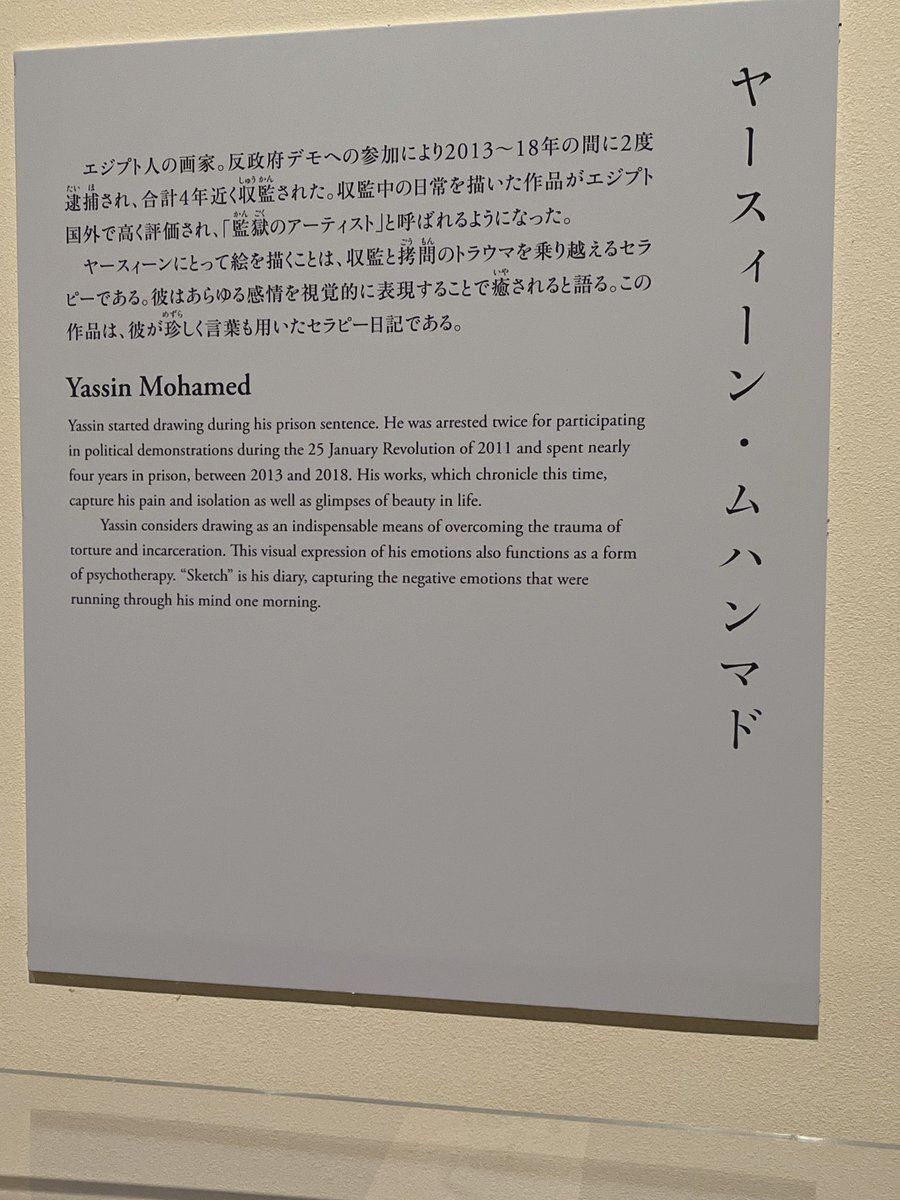 ヤースィーン・ムハンマド
エジプト人の画家。反政府デモへの参加により2013〜18年の間に2度
逮捕され、合計4年近く収監された。収監中の日常を描いた作品がエジプト
国外で高く評価され、「監獄のアーティスト」と呼ばれるようになった。
ヤースィーンにとって絵を描くことは、収監と拷問のトラウマを乗り越えるセラ
ピーである。彼はあらゆる感情を視覚的に表現することで癒されると語る。この
作品は、彼が珍しく言葉も用いたセラピー日記である。
Yassin Mohamed
Yassin started drawing during his prison sentence. He was arrested twice for participating
in political demonstrations during the 25 January Revolution of 2011 and spent nearly
four years in prison, between 2013 and 2018. His works, which chronicle this time,
capture his pain and isolation as well as glimpses of beauty in life.
Yassin considers drawing as an indispensable means of overcoming the trauma of
torture and incarceration. This visual expression of his emotions also functions as a form
of psychotherapy. “Sketch” is his diary, capturing the negative emotions that were
running through his mind one morning.